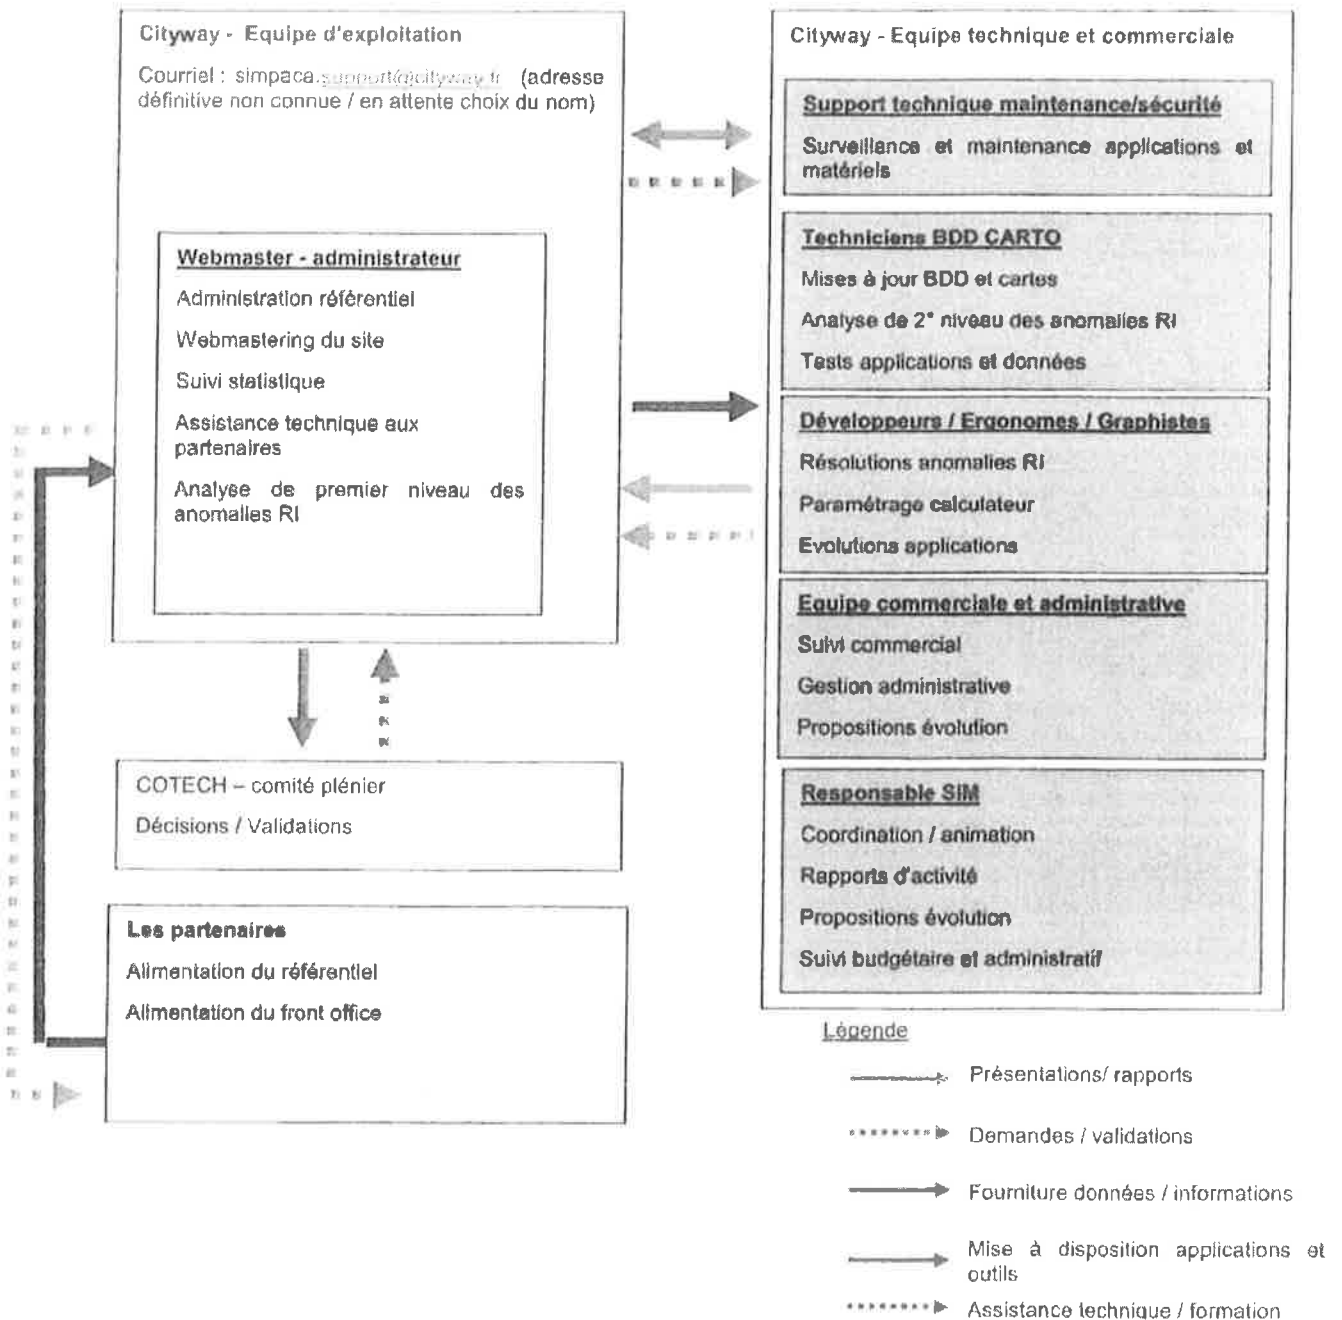 Cityway - Equipe d'exploitation
Courriel : simpaca.support@cityway.fr (adresse
définitive non connue / en attente choix du nom)
Webmaster - administrateur
Administration référentiel
Webmastering du site
Suivi statistique
Assistance technique aux
partenaires
Analyse de premier niveau des
anomalies RI
COTECH – comité plénier
Décisions / Validations
Les partenaires
Alimentation du référentiel
Alimentation du front office
Cityway - Equipe technique et commerciale
Support technique maintenance/sécurité
Surveillance et maintenance applications et
matériels
Techniciens BDD CARTO
Mises à jour BDD et cartes
Analyse de 2° niveau des anomalies RI
Tests applications et données
Développeurs / Ergonomes / Graphistes
Résolutions anomalies RI
Paramétrage calculateur
Evolutions applications
Equipe commerciale et administrative
Suivi commercial
Gestion administrative
Propositions évolution
Responsable SIM
Coordination / animation
Rapports d'activité
Propositions évolution
Suivi budgétaire et administratif
Légende
Présentations/ rapports
Demandes / validations
Fourniture données / informations
Mise à disposition applications et
outils
Assistance technique / formation